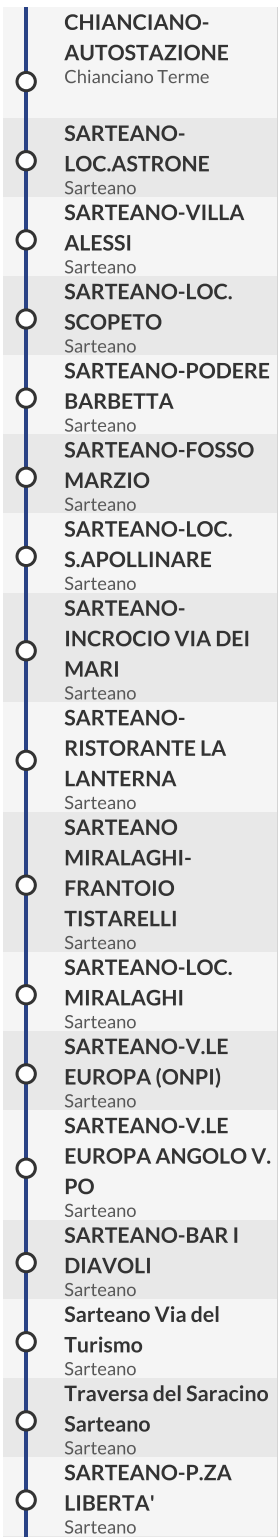 CHIANCIANO-
AUTOSTAZIONE
Chianciano Terme
SARTEANO-
LOC.ASTRONE
Sarteano
SARTEANO-VILLA
ALESSI
Sarteano
SARTEANO-LOC.
SCOPETO
Sarteano
SARTEANO-PODERE
BARBETTA
Sarteano
SARTEANO-FOSSO
MARZIO
Sarteano
SARTEANO-LOC.
S.APOLLINARE
Sarteano
SARTEANO-
INCROCIO VIA DEI
MARI
Sarteano
SARTEANO-
RISTORANTE LA
LANTERNA
Sarteano
SARTEANO
MIRALAGHI-
FRANTOIO
TISTARELLI
Sarteano
SARTEANO-LOC.
MIRALAGHI
Sarteano
SARTEANO-V.LE
EUROPA (ONPI)
Sarteano
SARTEANO-V.LE
EUROPA ANGOLO V.
PO
Sarteano
SARTEANO-BAR I
DIAVOLI
Sarteano
Sarteano Via del
Turismo
Sarteano
Traversa del Saracino
Sarteano
Sarteano
SARTEANO-P.ZA
LIBERTA'
Sarteano